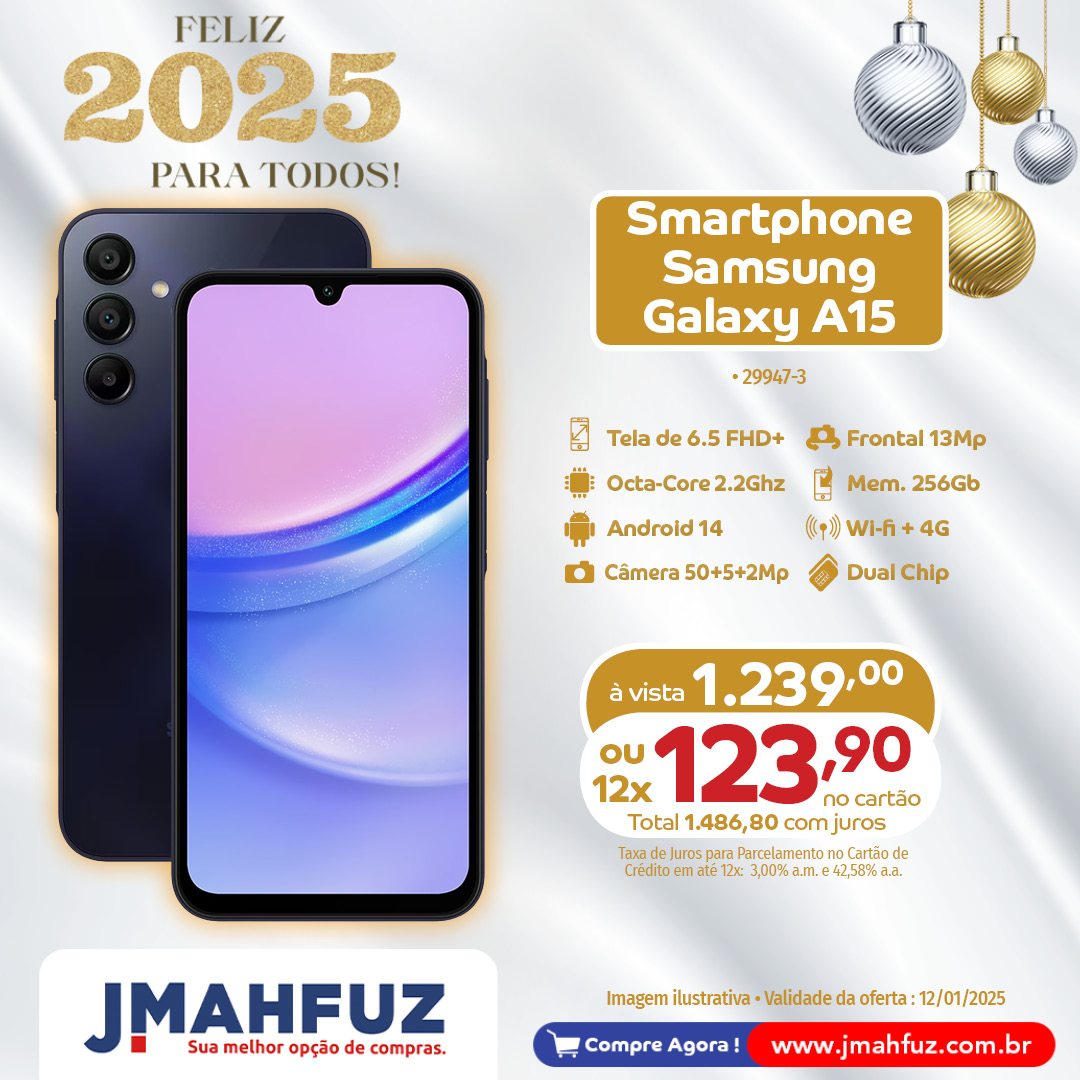 FELIZ
2025
PARA TODOS!
Smartphone
Samsung
Galaxy A15
• 29947-3
Tela de 6.5 FHD+
Frontal 13Mp
Octa-Core 2.2Ghz
Mem. 256Gb
Android 14
Wi-fi + 4G
Câmera 50+5+2Mp
Dual Chip
à vista 1.239,00
ou 12x 123,90
no cartão
Total 1.486,80 com juros
Taxa de Juros para Parcelamento no Cartão de
Crédito em até 12x: 3,00% a.m. e 42,58% a.a.
JMAHFUZ
Sua melhor opção de compras.
Imagem ilustrativa • Validade da oferta : 12/01/2025
Compre Agora !
www.jmahfuz.com.br